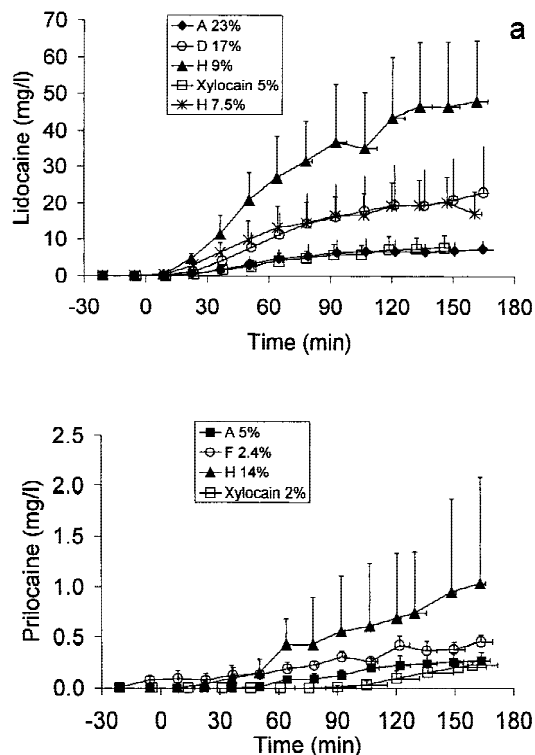 a
70
60
50
40
30
20
10
0
Lidocaine (mg/l)
A 23%
D 17%
H 9%
Xylocain 5%
H 7.5%
-30 0 30 60 90 120 150 180
Time (min)
2.5
2.0
1.5
1.0
0.5
0.0
Prilocaine (mg/l)
A 5%
F 2.4%
H 14%
Xylocain 2%
-30 0 30 60 90 120 150 180
Time (min)